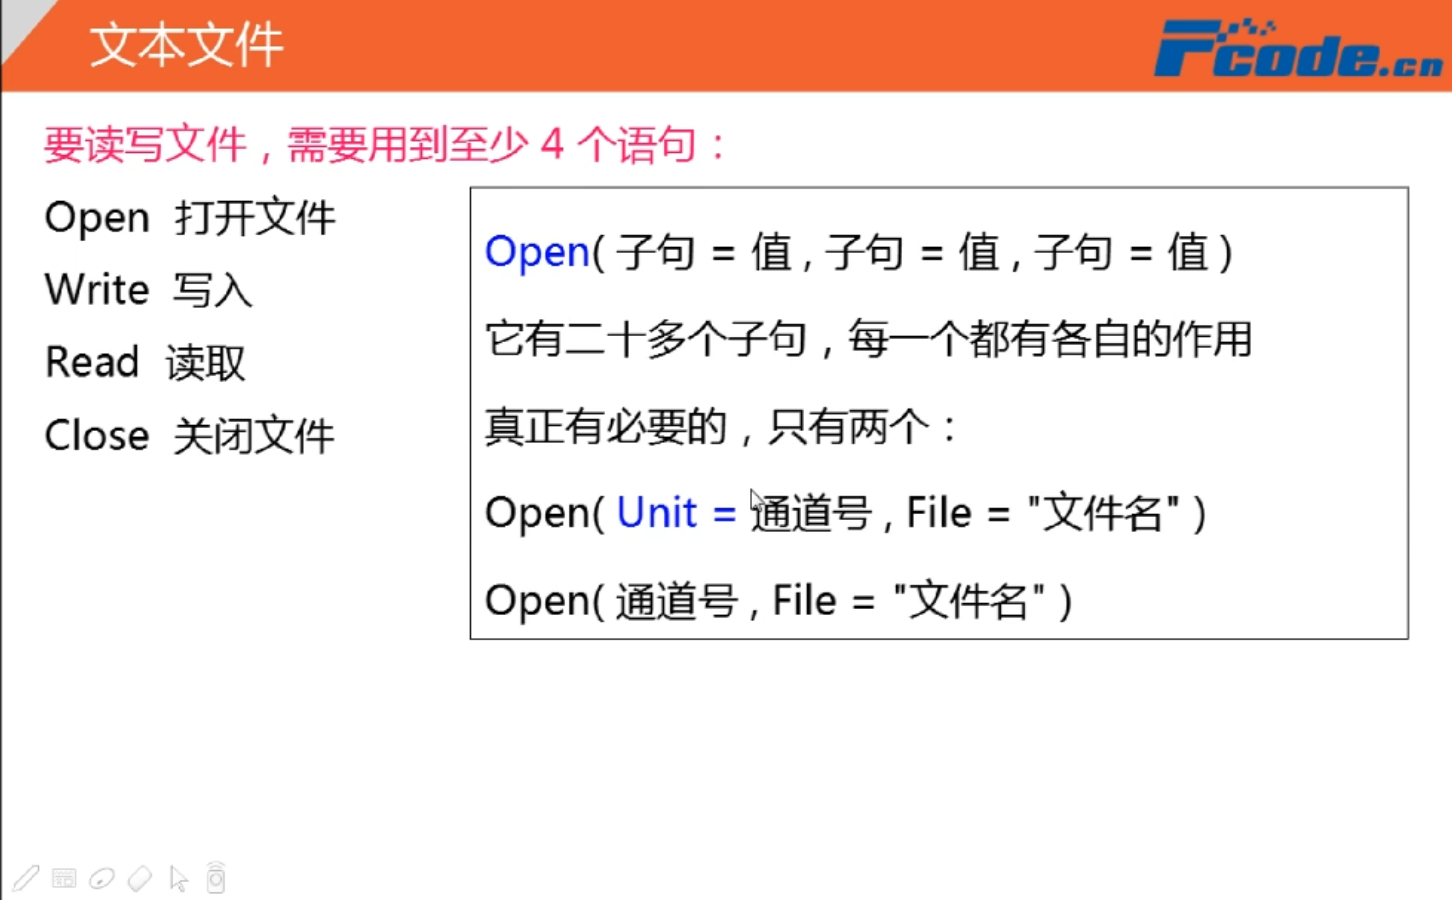 文本文件
Fcode.cn
要读写文件，需要用到至少 4 个语句：
Open 打开文件
Write 写入
Read 读取
Close 关闭文件
Open( 子句 = 值 , 子句 = 值 , 子句 = 值 )
它有二十多个子句，每一个都有各自的作用
真正有必要的，只有两个：
Open( Unit = 通道号 , File = "文件名" )
Open( 通道号 , File = "文件名" )